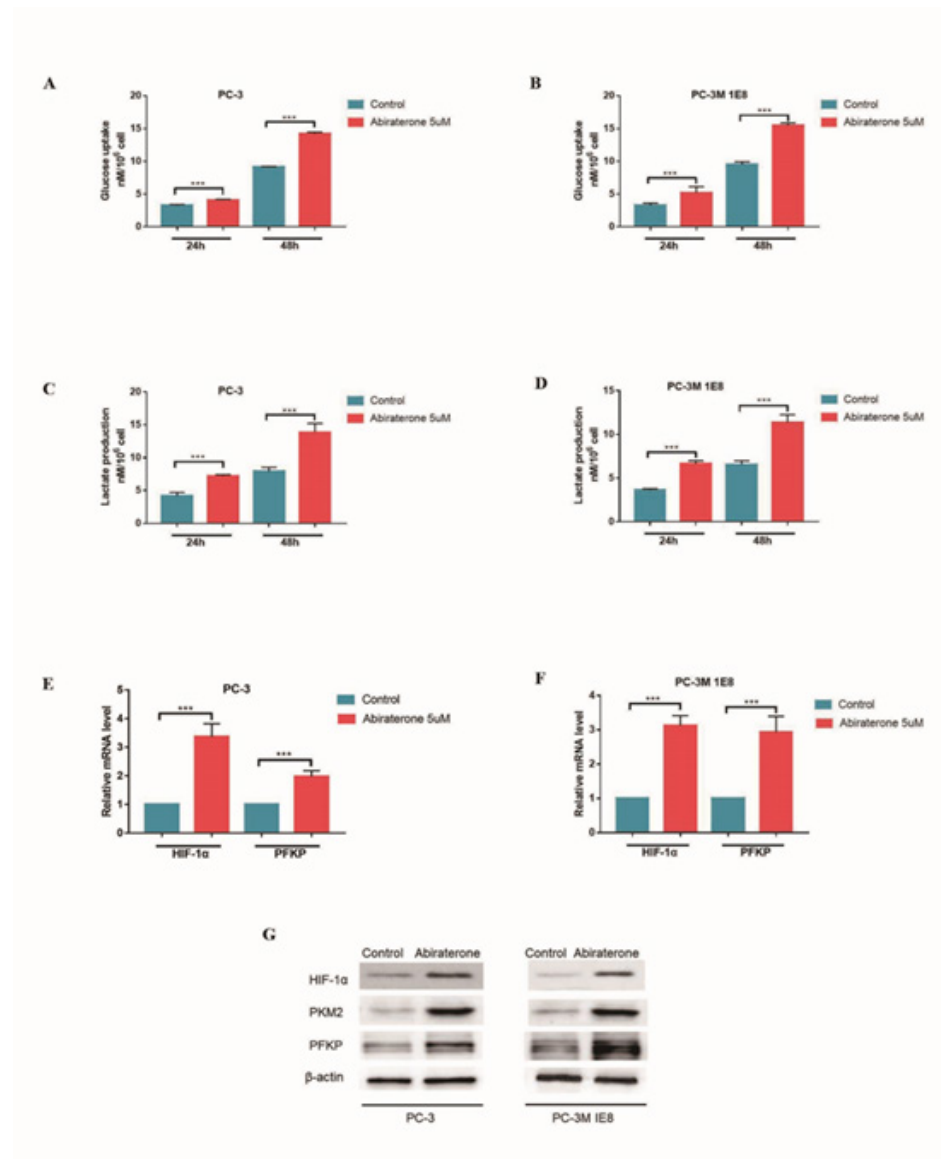 A
PC-3
Glucose uptake
nM/10⁶ cell
20
15
10
5
0
***
***
24h
48h
Control
Abiraterone 5uM
B
PC-3M 1E8
Glucose uptake
nM/10⁶ cell
20
15
10
5
0
***
***
24h
48h
Control
Abiraterone 5uM
C
PC-3
Lactate production
nM/10⁶ cell
20
15
10
5
0
***
***
24h
48h
Control
Abiraterone 5uM
D
PC-3M 1E8
Lactate production
nM/10⁶ cell
15
10
5
0
***
***
24h
48h
Control
Abiraterone 5uM
E
PC-3
Relative mRNA level
5
4
3
2
1
0
***
***
HIF-1α
PFKP
Control
Abiraterone 5uM
F
PC-3M 1E8
Relative mRNA level
4
3
2
1
0
***
***
HIF-1α
PFKP
Control
Abiraterone 5uM
G
Control Abiraterone Control Abiraterone
HIF-1α
PKM2
PFKP
β-actin
PC-3 PC-3M IE8